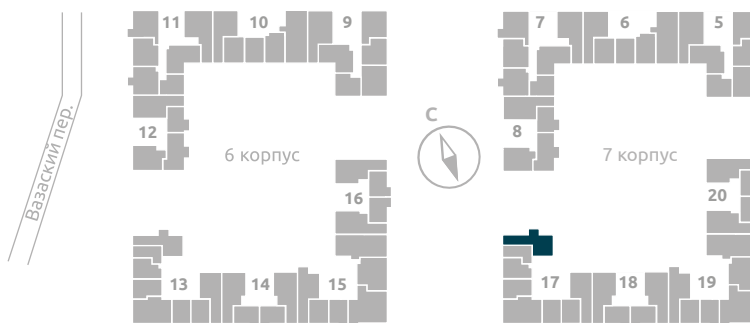 11 10 9
7 6 5
С
Вазаский пер.
12
6 корпус
8
7 корпус
16
20
13 14 15
17 18 19